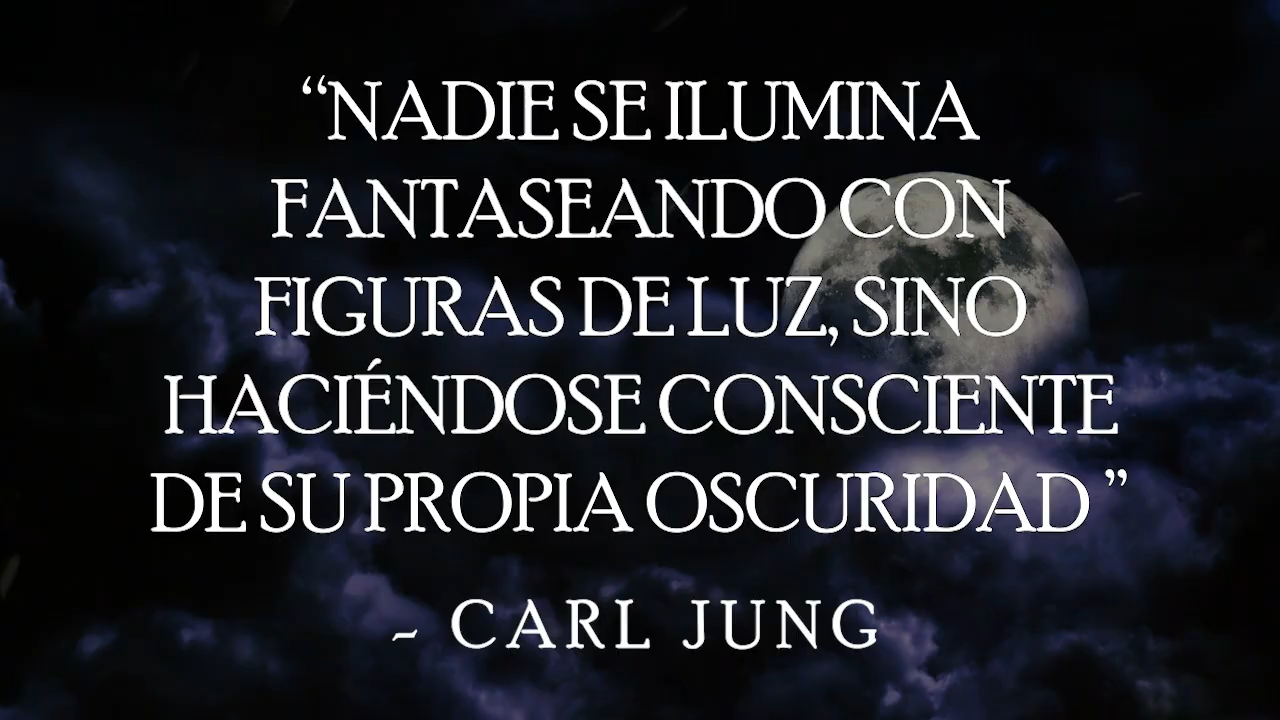 “NADIE SE ILUMINA
FANTASEANDO CON
FIGURAS DE LUZ, SINO
HACIÉNDOSE CONSCIENTE
DE SU PROPIA OSCURIDAD ”
~ CARL JUNG